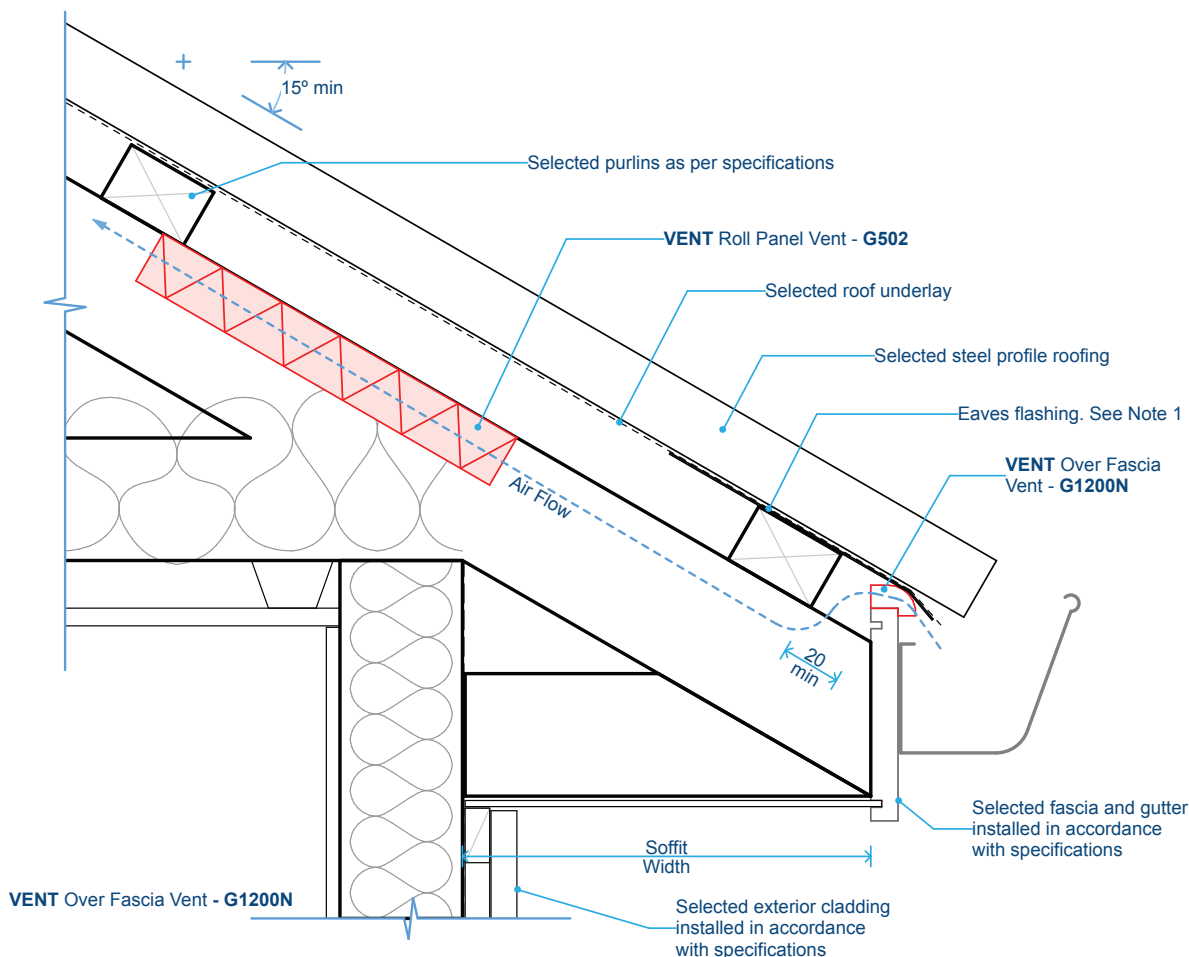 15º min
Selected purlins as per specifications
VENT Roll Panel Vent - G502
Selected roof underlay
Selected steel profile roofing
Eaves flashing. See Note 1
VENT Over Fascia
Vent - G1200N
Air Flow
20
min
Selected fascia and gutter
installed in accordance
with specifications
Soffit
Width
VENT Over Fascia Vent - G1200N
Selected exterior cladding
installed in accordance
with specifications